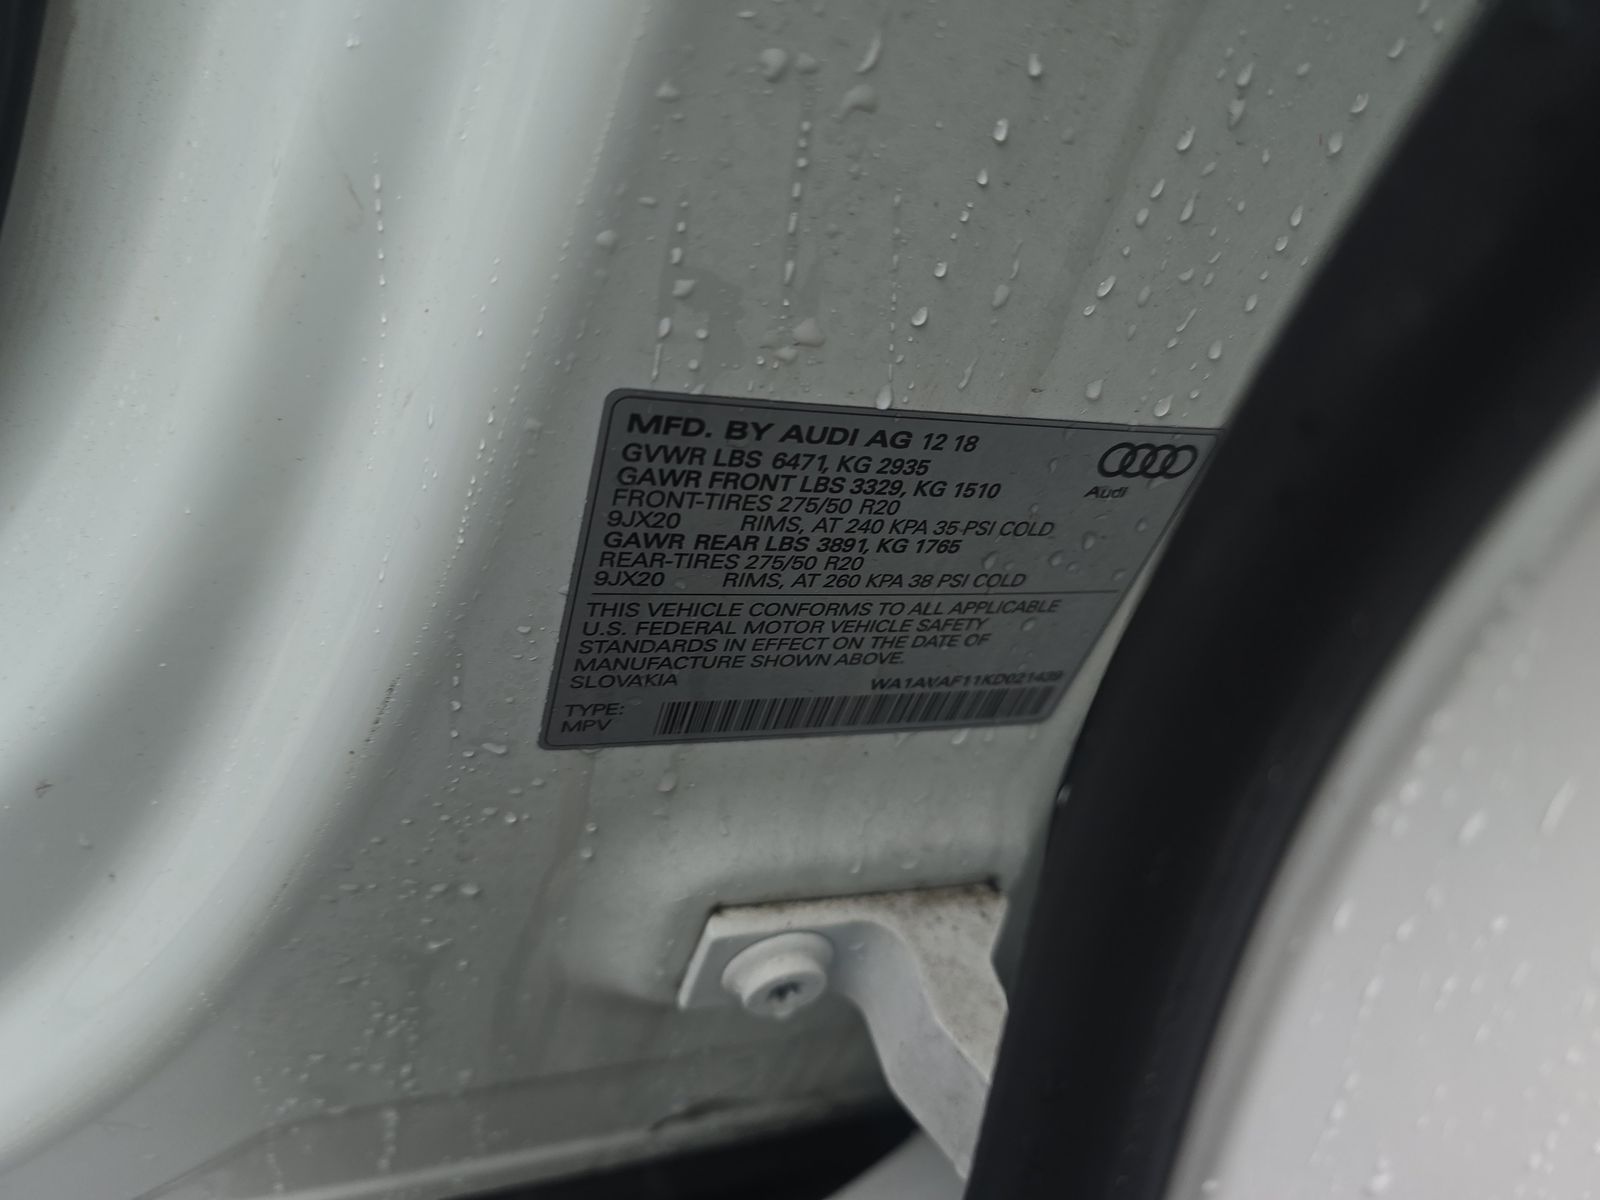 MFD. BY AUDI AG 12 18
GVWR LBS 6471, KG 2935
GAWR FRONT LBS 3329, KG 1510
FRONT-TIRES 275/50 R20
9JX20 RIMS, AT 240 KPA 35 PSI COLD
GAWR REAR LBS 3891, KG 1765
REAR-TIRES 275/50 R20
9JX20 RIMS, AT 260 KPA 38 PSI COLD
Audi
THIS VEHICLE CONFORMS TO ALL APPLICABLE
U.S. FEDERAL MOTOR VEHICLE SAFETY
STANDARDS IN EFFECT ON THE DATE OF
MANUFACTURE SHOWN ABOVE.
SLOVAKIA WA1AVAF11KD021439
TYPE:
MPV